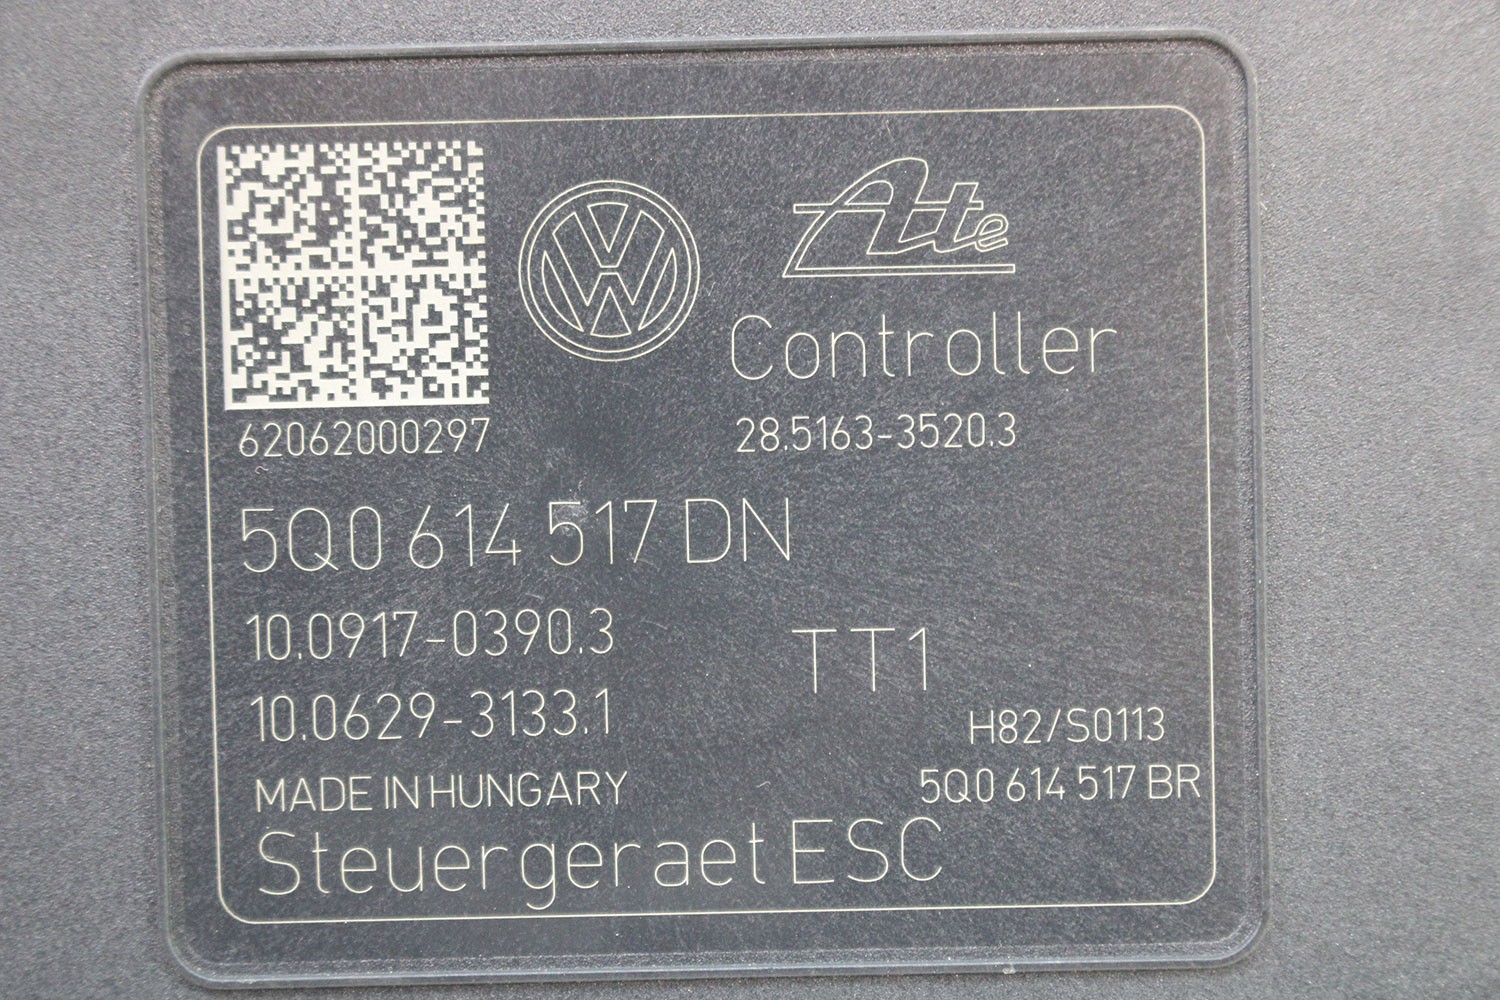 Ate
Controller
62062000297
28.5163-3520.3
5Q0 614 517 DN
10.0917-0390.3
TT1
10.0629-3133.1
H82/S0113
MADE IN HUNGARY
5Q0 614 517 BR
Steuergeraet ESC